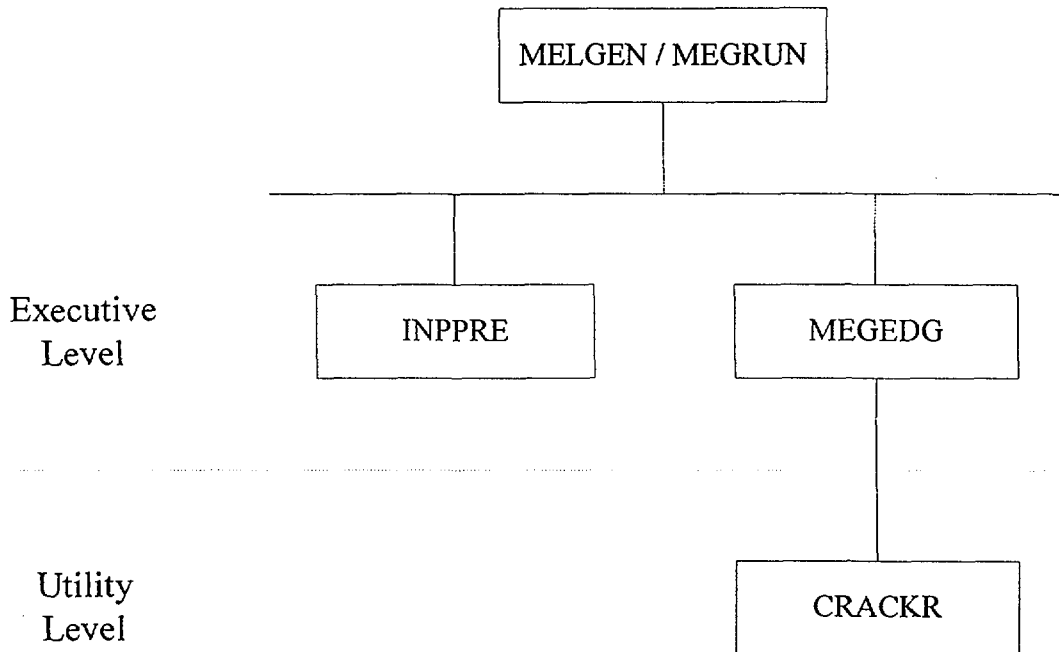 MELGEN / MEGRUN
Executive
Level
INPPRE
MEGEDG
Utility
Level
CRACKR